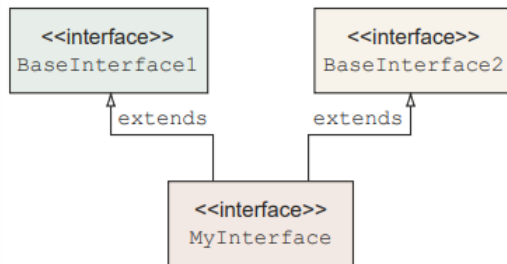 <<interface>>
BaseInterface1
<<interface>>
BaseInterface2
extends
extends
<<interface>>
MyInterface